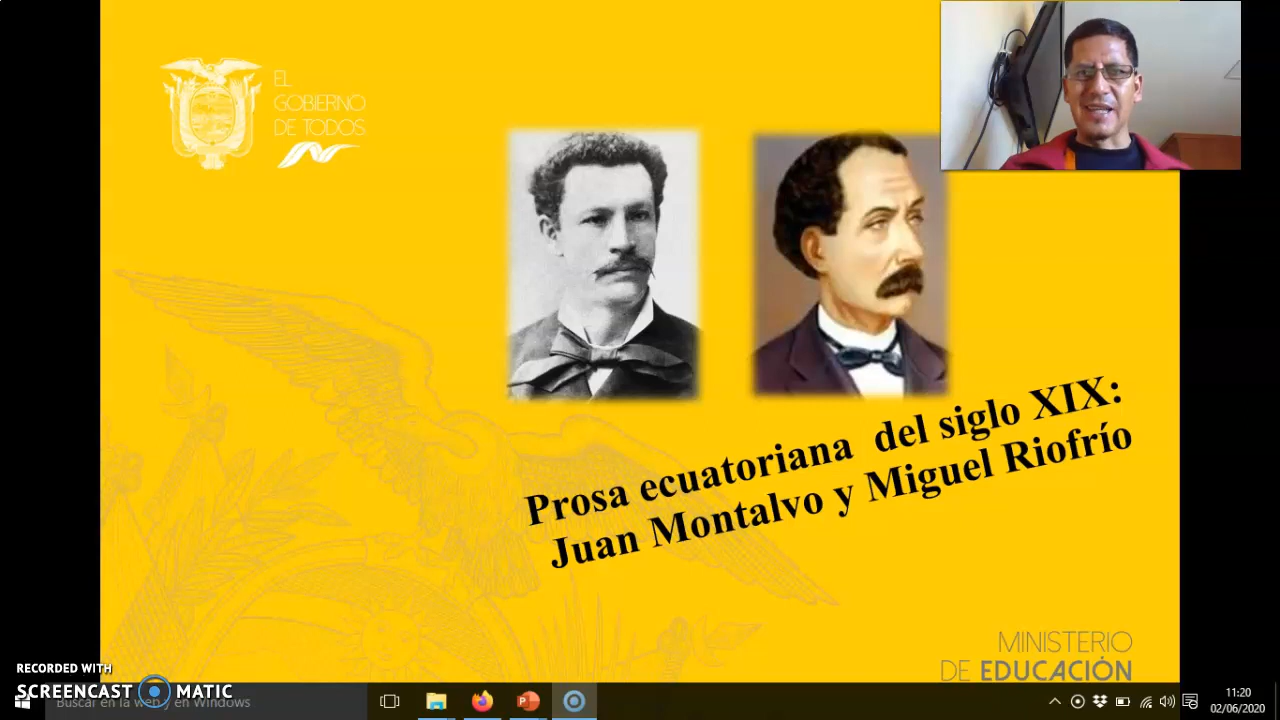 EL
GOBIERNO
DE TODOS
Prosa ecuatoriana del siglo XIX:
Juan Montalvo y Miguel Riofrío
MINISTERIO
DE EDUCACIÓN
RECORDED WITH
SCREENCAST MATIC
Buscar en la web y en Windows
11:20
02/06/2020